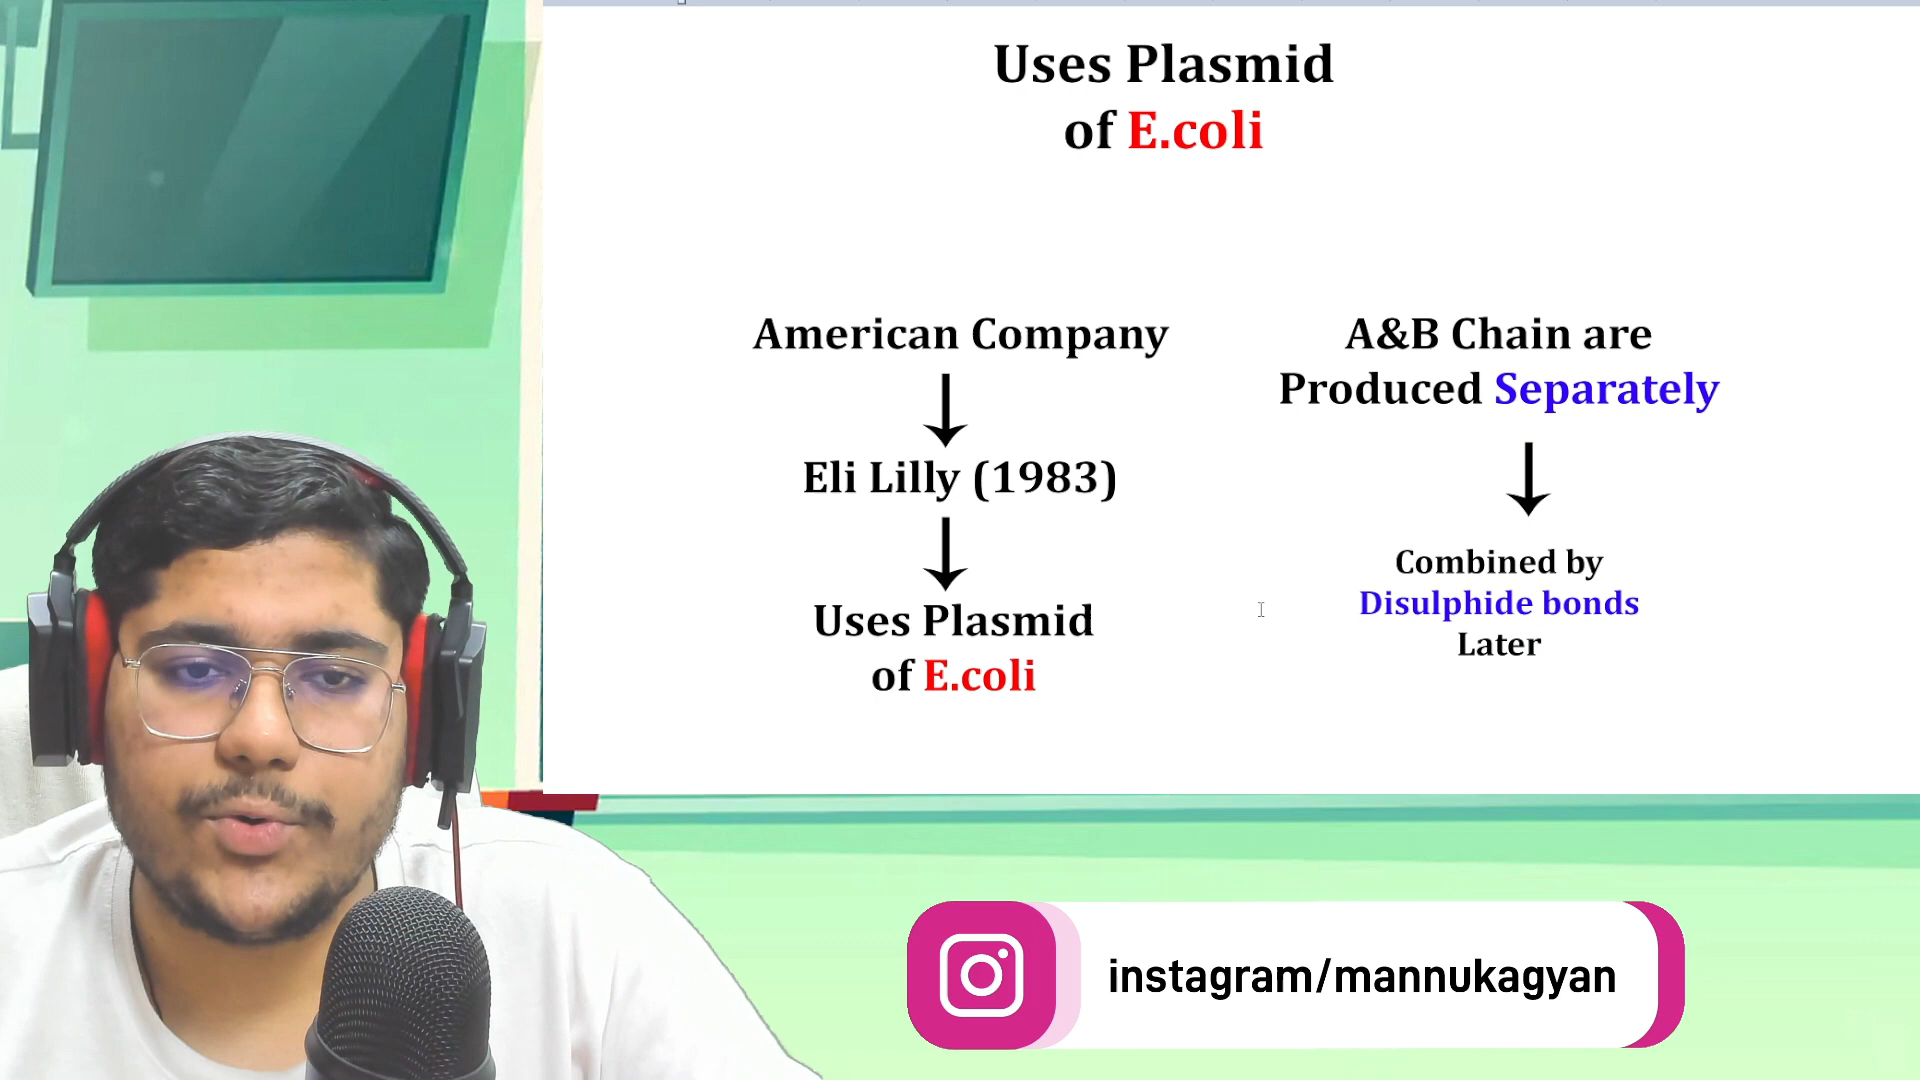 Uses Plasmid
of E.coli
American Company
Eli Lilly (1983)
Uses Plasmid
of E.coli
A&B Chain are
Produced Separately
Combined by
Disulphide bonds
Later
instagram/mannukagyan